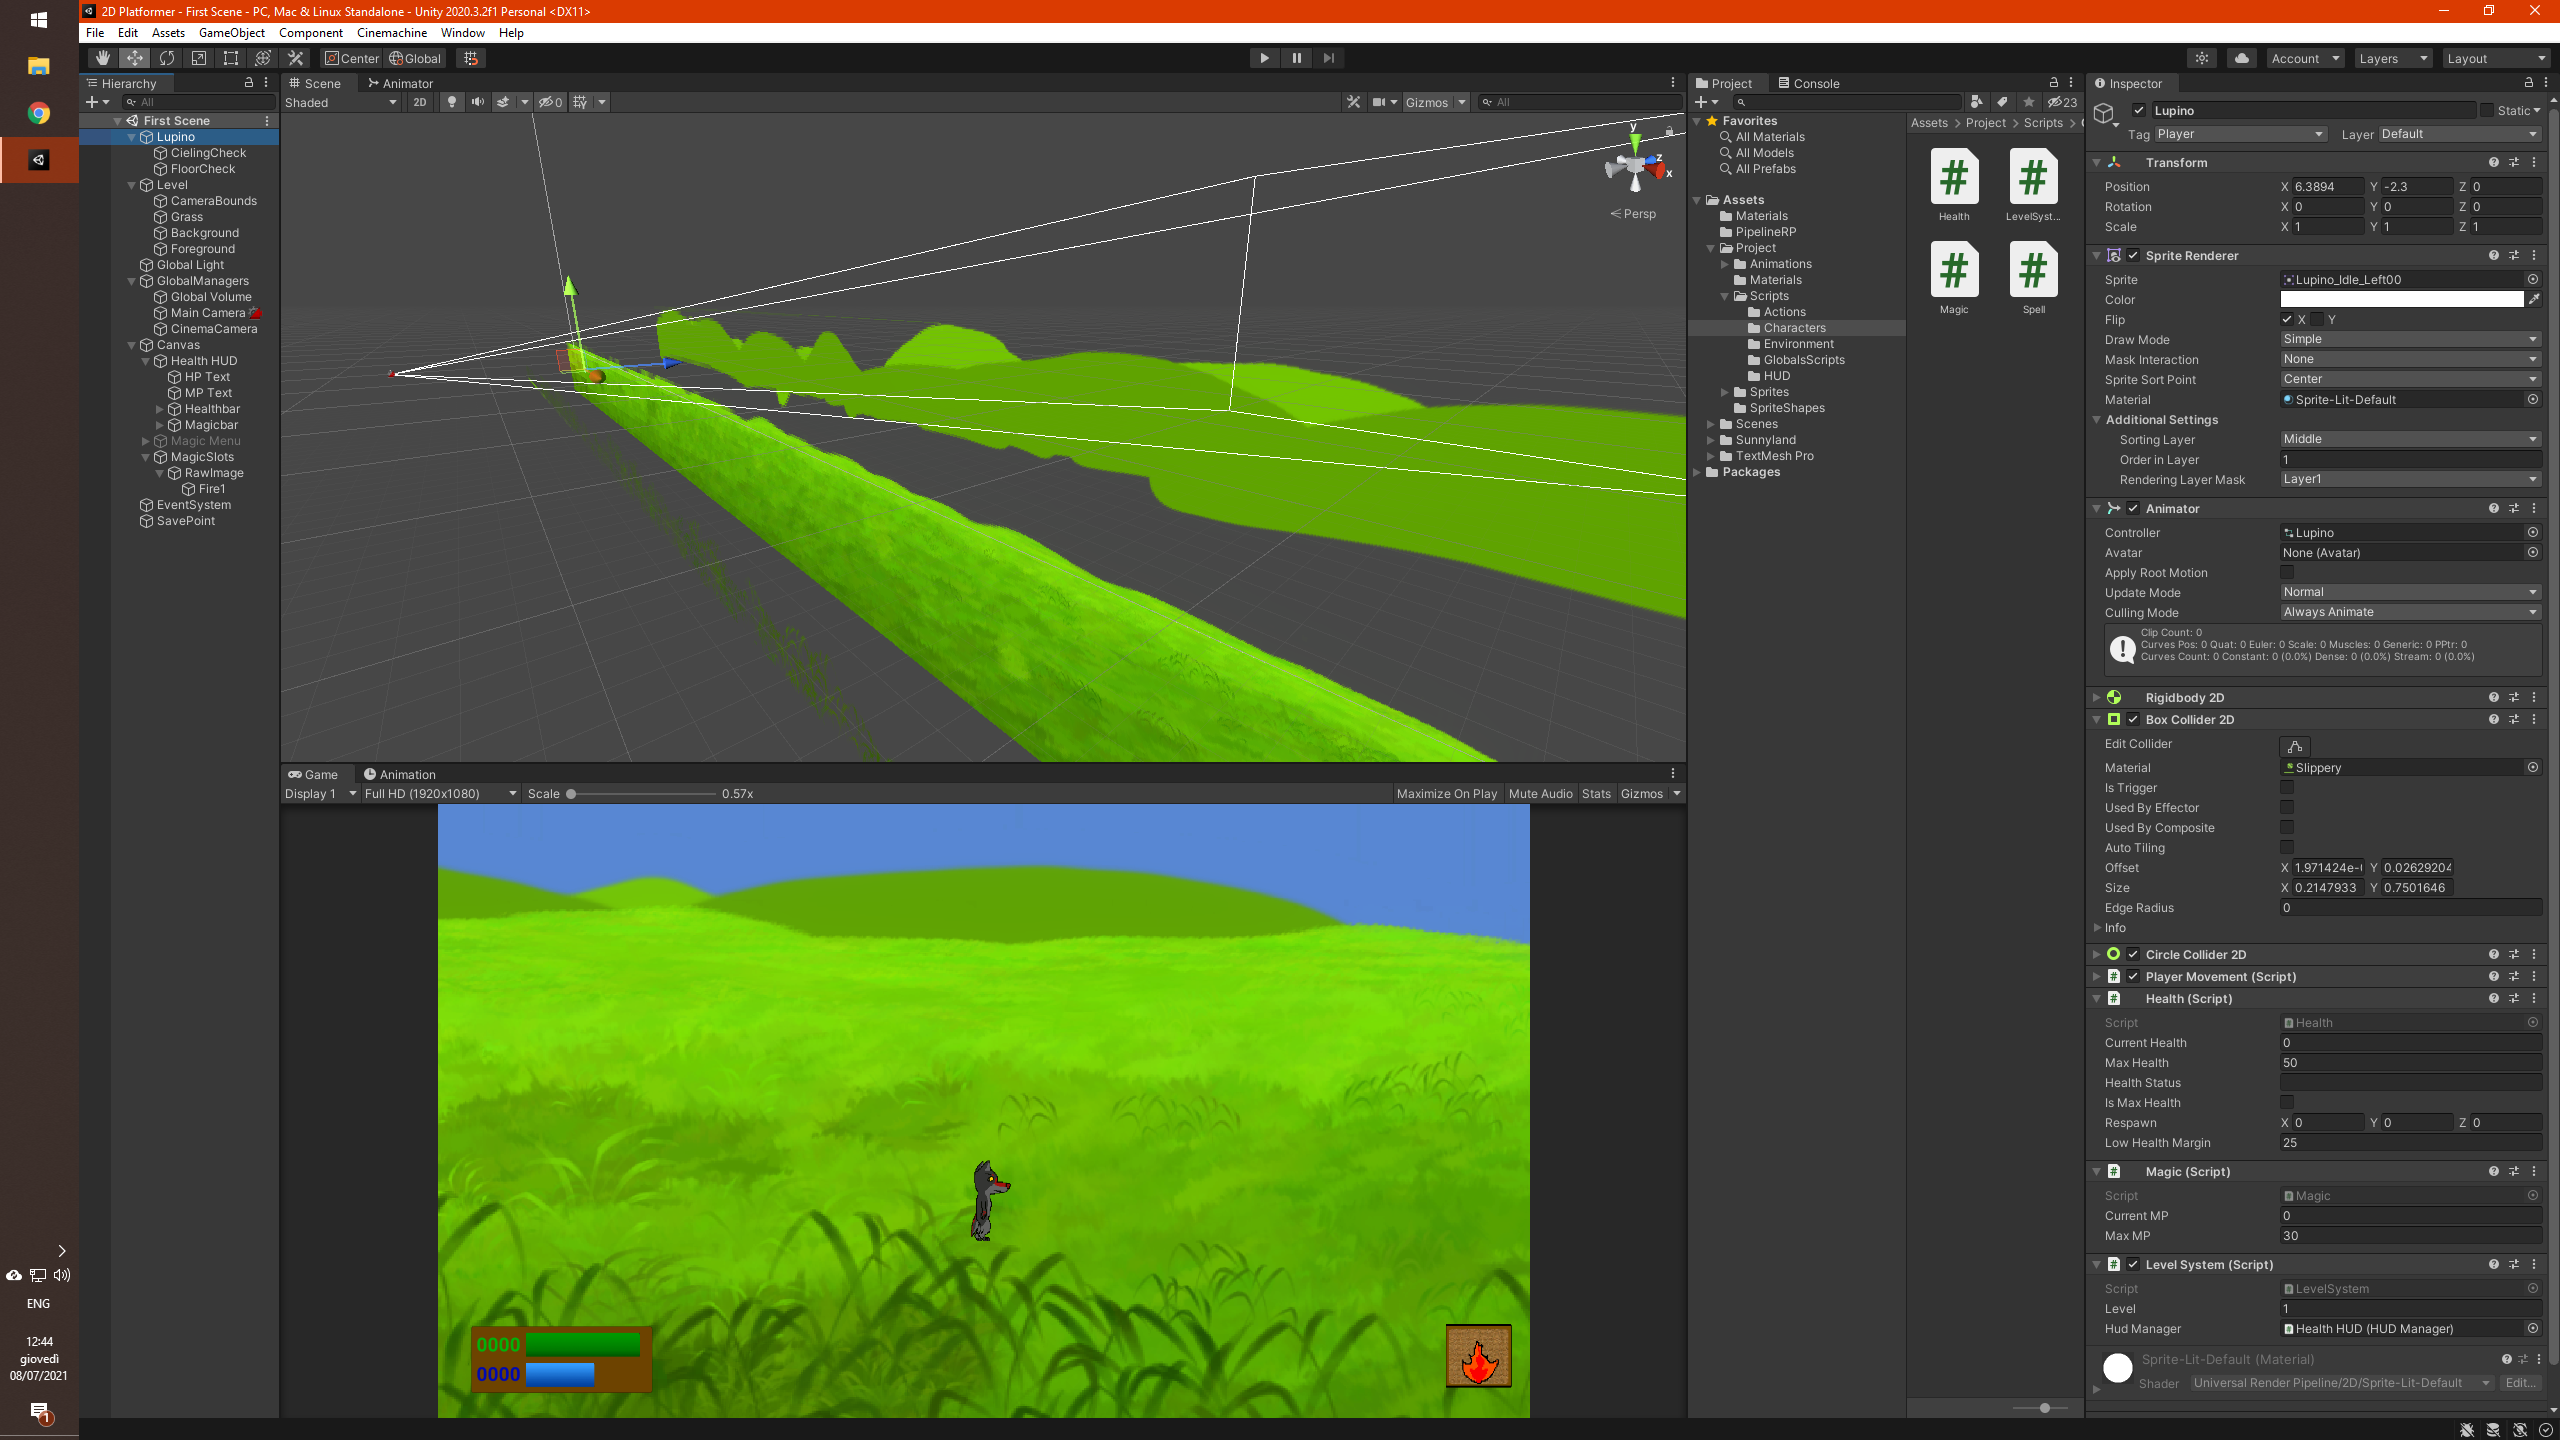 2D Platformer - First Scene - PC, Mac & Linux Standalone - Unity 2020.3.2f1 Personal <DX11>
File Edit Assets GameObject Component Cinemachine Window Help
Center Global
Account Layers Layout
Hierarchy
All
First Scene
Lupino
CielingCheck
FloorCheck
Level
CameraBounds
Grass
Background
Foreground
Global Light
GlobalManagers
Global Volume
Main Camera
CinemaCamera
Canvas
Health HUD
HP Text
MP Text
Healthbar
Magicbar
Magic Menu
MagicSlots
RawImage
Fire1
EventSystem
SavePoint
Scene Animator
Shaded 2D 0 Gizmos All
y
z
x
Persp
Game Animation
Display 1 Full HD (1920x1080) Scale 0.57x Maximize On Play Mute Audio Stats Gizmos
0000
0000
Project Console
23
Favorites
All Materials
All Models
All Prefabs
Assets
Materials
PipelineRP
Project
Animations
Materials
Scripts
Actions
Characters
Environment
GlobalsScripts
HUD
Sprites
SpriteShapes
Scenes
Sunnyland
TextMesh Pro
Packages
Assets > Project > Scripts >
# #
Health LevelSyst...
# #
Magic Spell
Inspector
Lupino Static
Tag Player Layer Default
Transform
Position X 6.3894 Y -2.3 Z 0
Rotation X 0 Y 0 Z 0
Scale X 1 Y 1 Z 1
Sprite Renderer
Sprite Lupino_Idle_Left00
Color
Flip X Y
Draw Mode Simple
Mask Interaction None
Sprite Sort Point Center
Material Sprite-Lit-Default
Additional Settings
Sorting Layer Middle
Order in Layer 1
Rendering Layer Mask Layer1
Animator
Controller Lupino
Avatar None (Avatar)
Apply Root Motion
Update Mode Normal
Culling Mode Always Animate
Clip Count: 0
Curves Pos: 0 Quat: 0 Euler: 0 Scale: 0 Muscles: 0 Generic: 0 PPtr: 0
Curves Count: 0 Constant: 0 (0.0%) Dense: 0 (0.0%) Stream: 0 (0.0%)
Rigidbody 2D
Box Collider 2D
Edit Collider
Material Slippery
Is Trigger
Used By Effector
Used By Composite
Auto Tiling
Offset X 1.971424e- Y 0.02629204
Size X 0.2147933 Y 0.7501646
Edge Radius 0
Info
Circle Collider 2D
Player Movement (Script)
Health (Script)
Script Health
Current Health 0
Max Health 50
Health Status
Is Max Health
Respawn X 0 Y 0 Z 0
Low Health Margin 25
Magic (Script)
Script Magic
Current MP 0
Max MP 30
Level System (Script)
Script LevelSystem
Level 1
Hud Manager Health HUD (HUD Manager)
Sprite-Lit-Default (Material)
Shader Universal Render Pipeline/2D/Sprite-Lit-Default Edit...
ENG
12:44
giovedì
08/07/2021
1